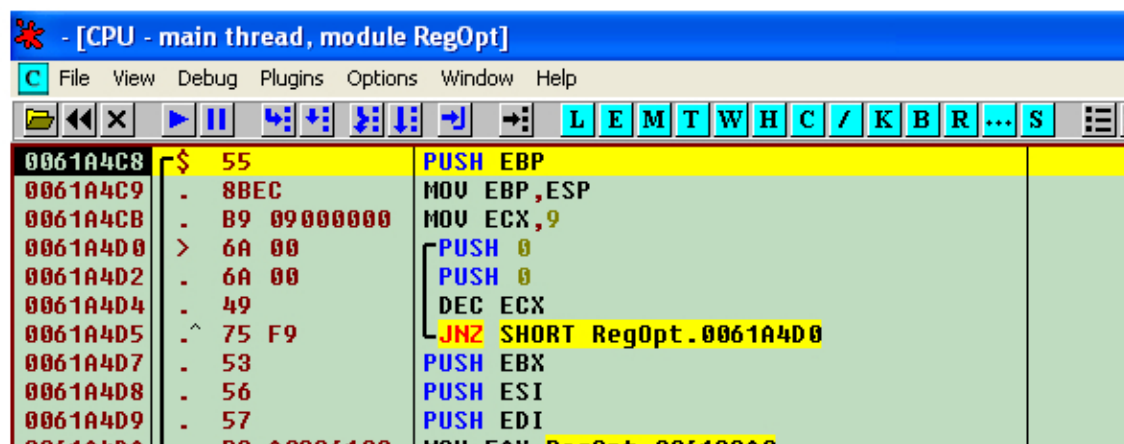 - [CPU - main thread, module RegOpt]
C File View Debug Plugins Options Window Help
L E M T W H C / K B R ... S
0061A4C8 $ 55 PUSH EBP
0061A4C9 . 8BEC MOV EBP,ESP
0061A4CB . B9 09000000 MOV ECX,9
0061A4D0 > 6A 00 PUSH 0
0061A4D2 . 6A 00 PUSH 0
0061A4D4 . 49 DEC ECX
0061A4D5 .^ 75 F9 JNZ SHORT RegOpt.0061A4D0
0061A4D7 . 53 PUSH EBX
0061A4D8 . 56 PUSH ESI
0061A4D9 . 57 PUSH EDI